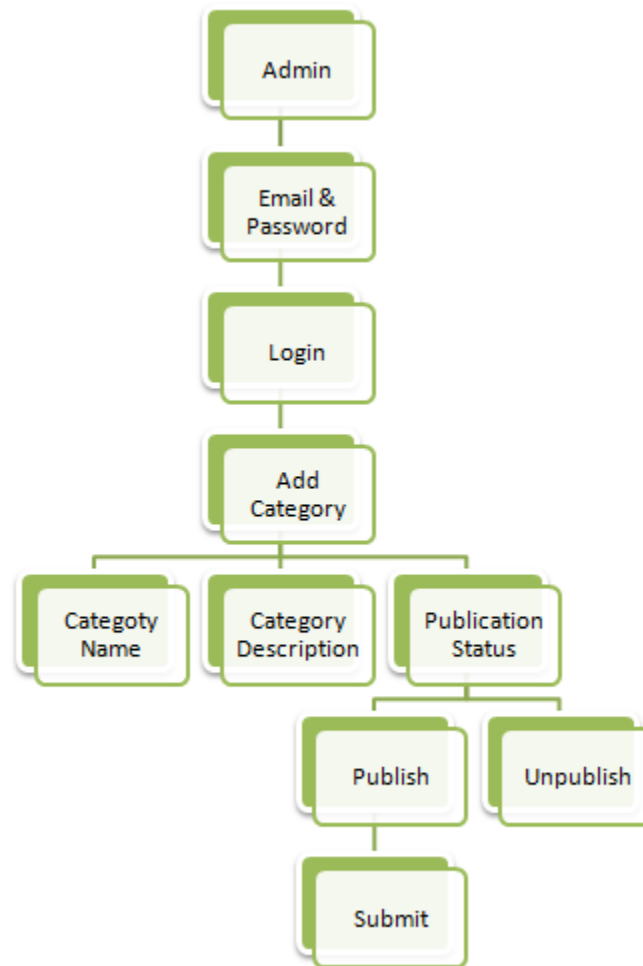 Admin
Email &
Password
Login
Add
Category
Categoty
Name
Category
Description
Publication
Status
Publish
Unpublish
Submit